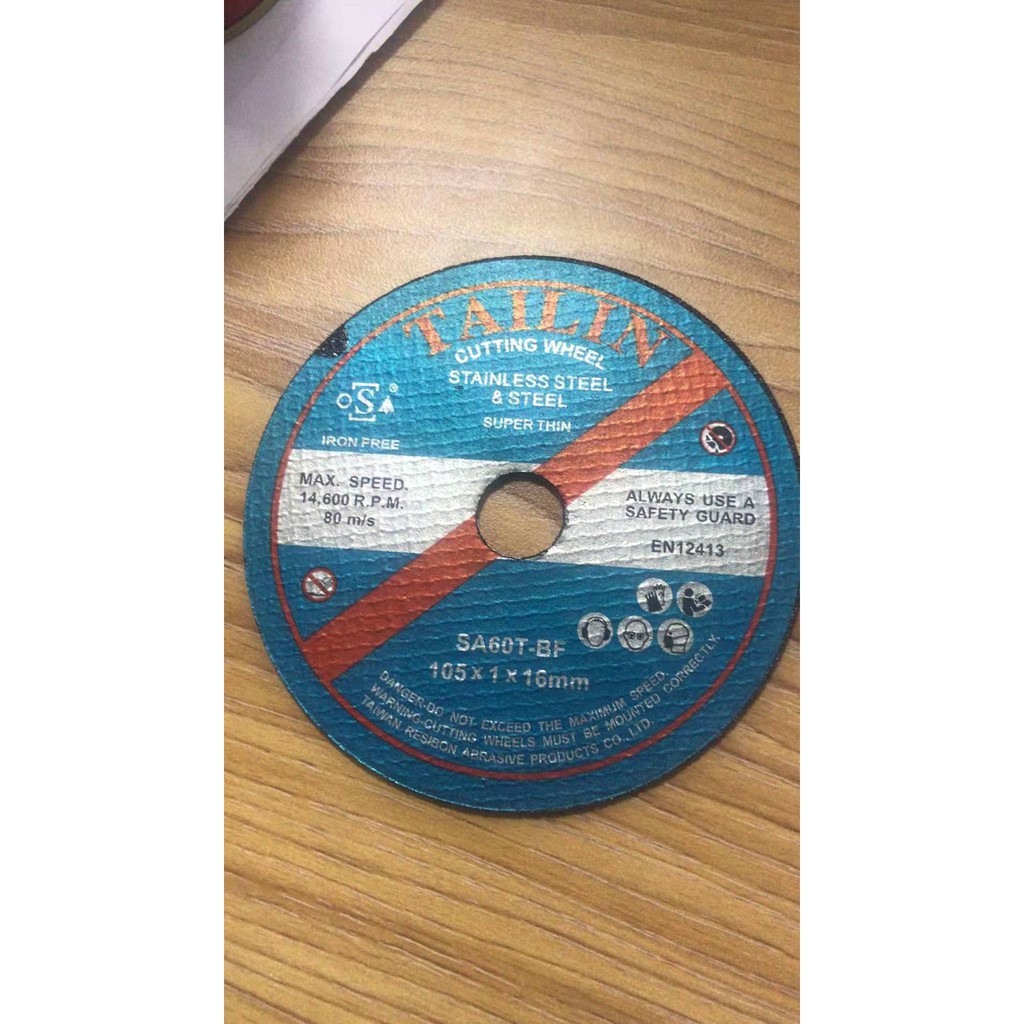 TAILIN
CUTTING WHEEL
STAINLESS STEEL
& STEEL
SUPER THIN
oSa®
IRON FREE
MAX. SPEED.
14,600 R.P.M.
80 m/s
ALWAYS USE A
SAFETY GUARD
EN12413
SA60T-BF
105 x 1 x 16mm
DANGER-DO NOT EXCEED THE MAXIMUM SPEED.
WARNING-CUTTING WHEELS MUST BE MOUNTED CORRECTLY.
TAIWAN RESIBON ABRASIVE PRODUCTS CO., LTD.